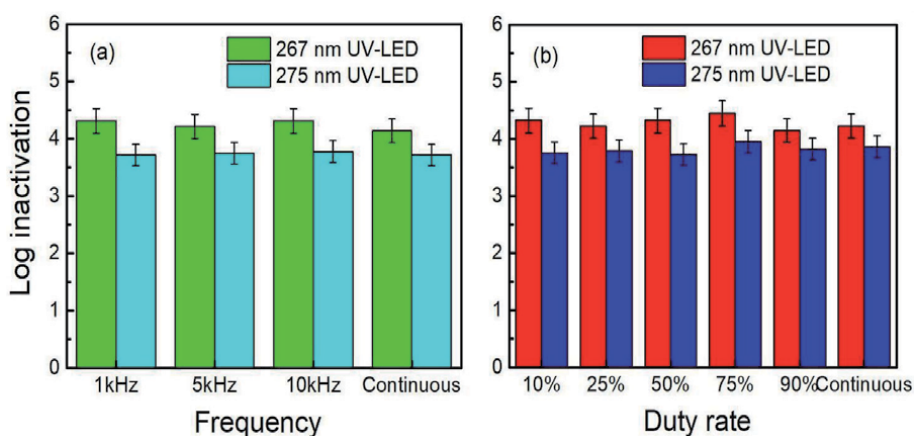 (a)
267 nm UV-LED
275 nm UV-LED
Log inactivation
6
5
4
3
2
1
0
1kHz 5kHz 10kHz Continuous
Frequency
(b)
267 nm UV-LED
275 nm UV-LED
6
5
4
3
2
1
0
10% 25% 50% 75% 90% Continuous
Duty rate